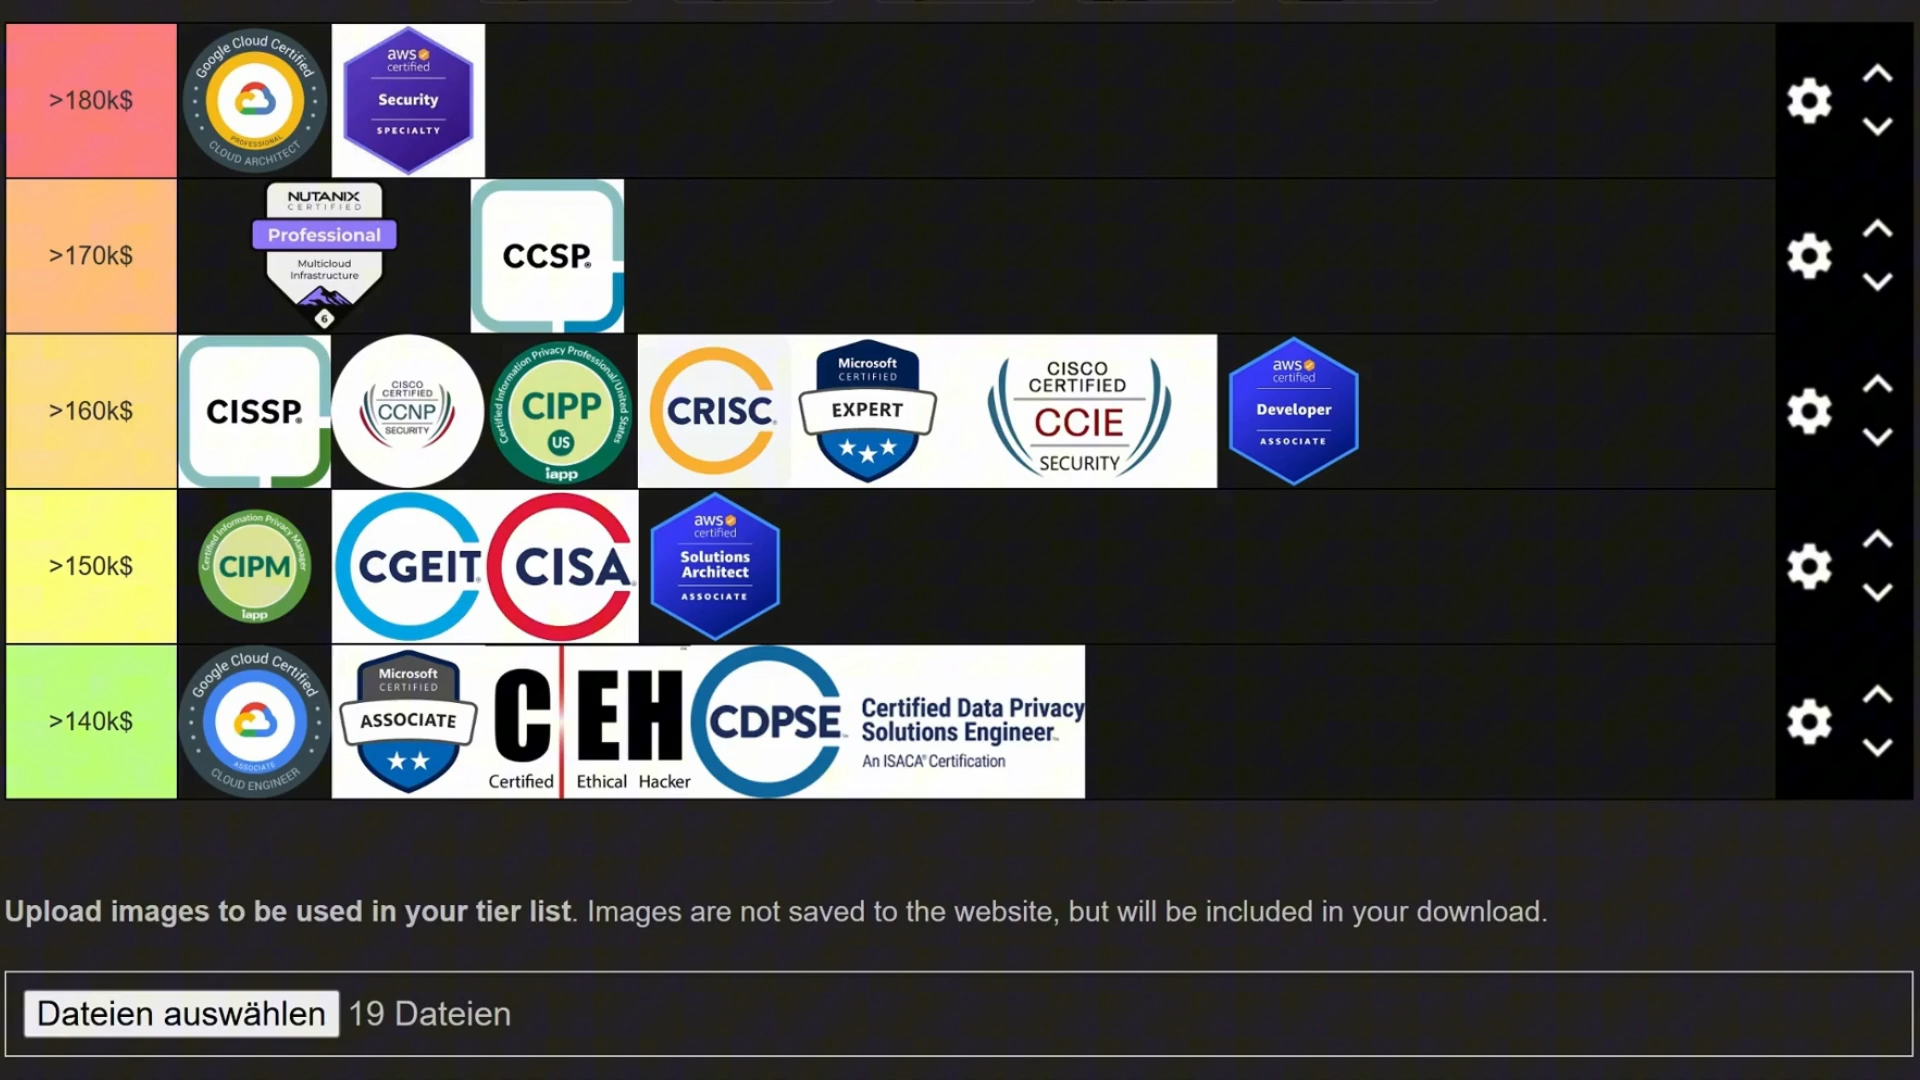 >180k$
Google Cloud Certified
PROFESSIONAL
CLOUD ARCHITECT
aws
certified
Security
SPECIALTY
>170k$
NUTANIX
CERTIFIED
Professional
Multicloud
Infrastructure
6
CCSP®
>160k$
CISSP®
CISCO
CERTIFIED
CCNP
SECURITY
Certified Information Privacy Professional/United States
CIPP
US
iapp
CRISC®
Microsoft
CERTIFIED
EXPERT
CISCO
CERTIFIED
CCIE
SECURITY
aws
certified
Developer
ASSOCIATE
>150k$
Certified Information Privacy Manager
CIPM
iapp
CGEIT®
CISA®
aws
certified
Solutions
Architect
ASSOCIATE
>140k$
Google Cloud Certified
ASSOCIATE
CLOUD ENGINEER
Microsoft
CERTIFIED
ASSOCIATE
C EH
Certified Ethical Hacker
CDPSE™
Certified Data Privacy
Solutions Engineer™
An ISACA® Certification
Upload images to be used in your tier list. Images are not saved to the website, but will be included in your download.
Dateien auswählen 19 Dateien